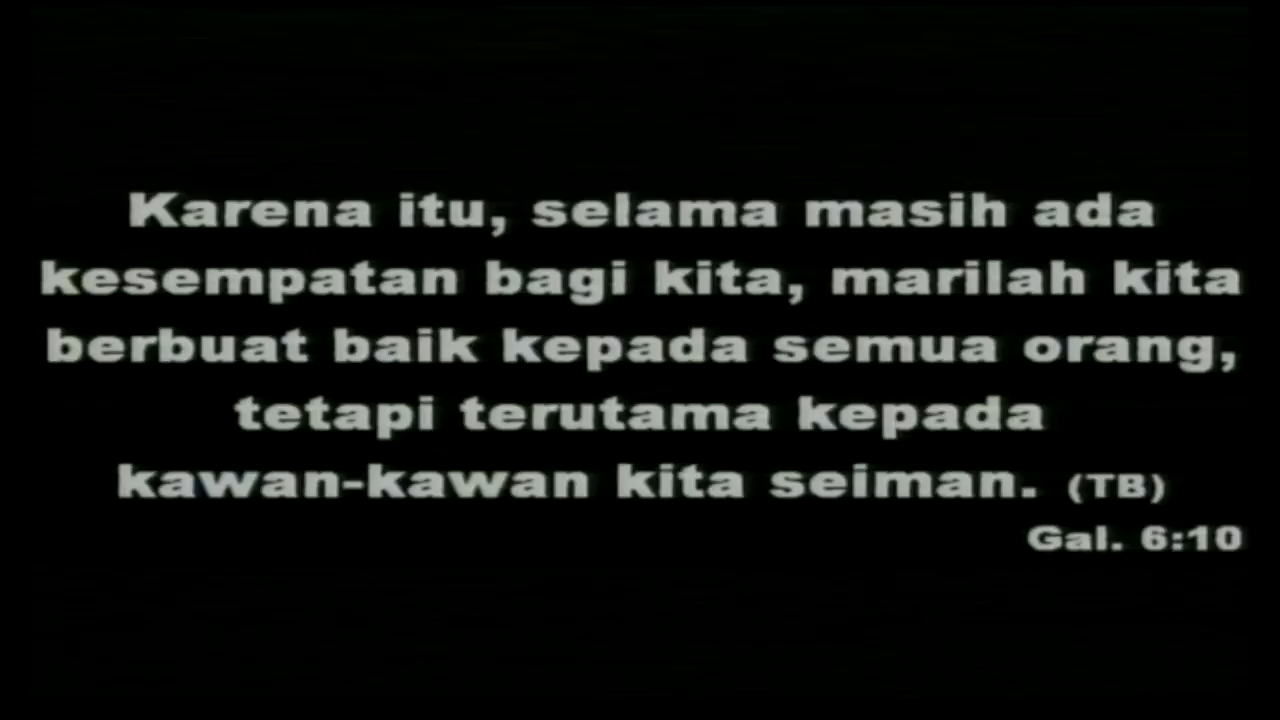 Karena itu, selama masih ada
kesempatan bagi kita, marilah kita
berbuat baik kepada semua orang,
tetapi terutama kepada
kawan-kawan kita seiman. (TB)
Gal. 6:10